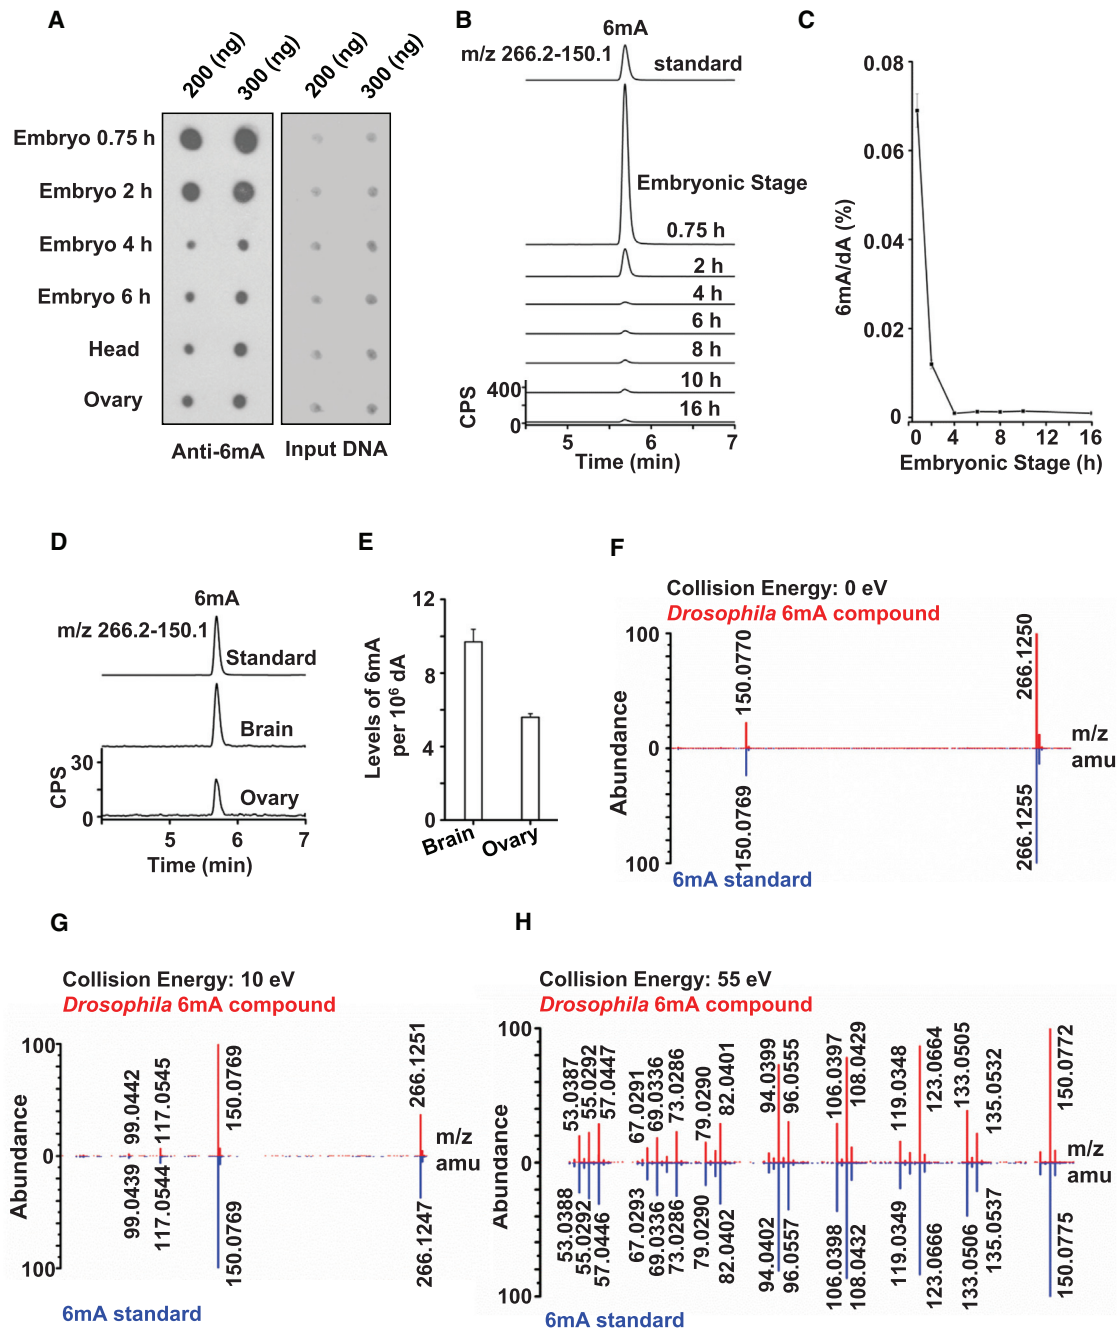 A
200 (ng)
300 (ng)
200 (ng)
300 (ng)
Embryo 0.75 h
Embryo 2 h
Embryo 4 h
Embryo 6 h
Head
Ovary
Anti-6mA
Input DNA
B
6mA
m/z 266.2-150.1
standard
Embryonic Stage
0.75 h
2 h
4 h
6 h
8 h
10 h
16 h
CPS
400
0
5
6
7
Time (min)
C
6mA/dA (%)
0.08
0.06
0.04
0.02
0
0
4
8
12
16
Embryonic Stage (h)
D
6mA
m/z 266.2-150.1
Standard
Brain
Ovary
CPS
30
0
5
6
7
Time (min)
E
Levels of 6mA
per 10⁶ dA
12
8
4
0
Brain
Ovary
F
Collision Energy: 0 eV
Drosophila 6mA compound
Abundance
100
0
100
150.0770
266.1250
m/z
amu
150.0769
266.1255
6mA standard
G
Collision Energy: 10 eV
Drosophila 6mA compound
Abundance
100
0
100
99.0442
117.0545
150.0769
266.1251
m/z
amu
99.0439
117.0544
150.0769
266.1247
6mA standard
H
Collision Energy: 55 eV
Drosophila 6mA compound
Abundance
100
0
100
53.0387
55.0292
57.0447
67.0291
69.0336
73.0286
79.0290
82.0401
94.0399
96.0555
106.0397
108.0429
119.0348
123.0664
133.0505
135.0532
150.0772
m/z
amu
53.0388
55.0292
57.0446
67.0293
69.0336
73.0286
79.0290
82.0402
94.0402
96.0557
106.0398
108.0432
119.0349
123.0666
133.0506
135.0537
150.0775
6mA standard